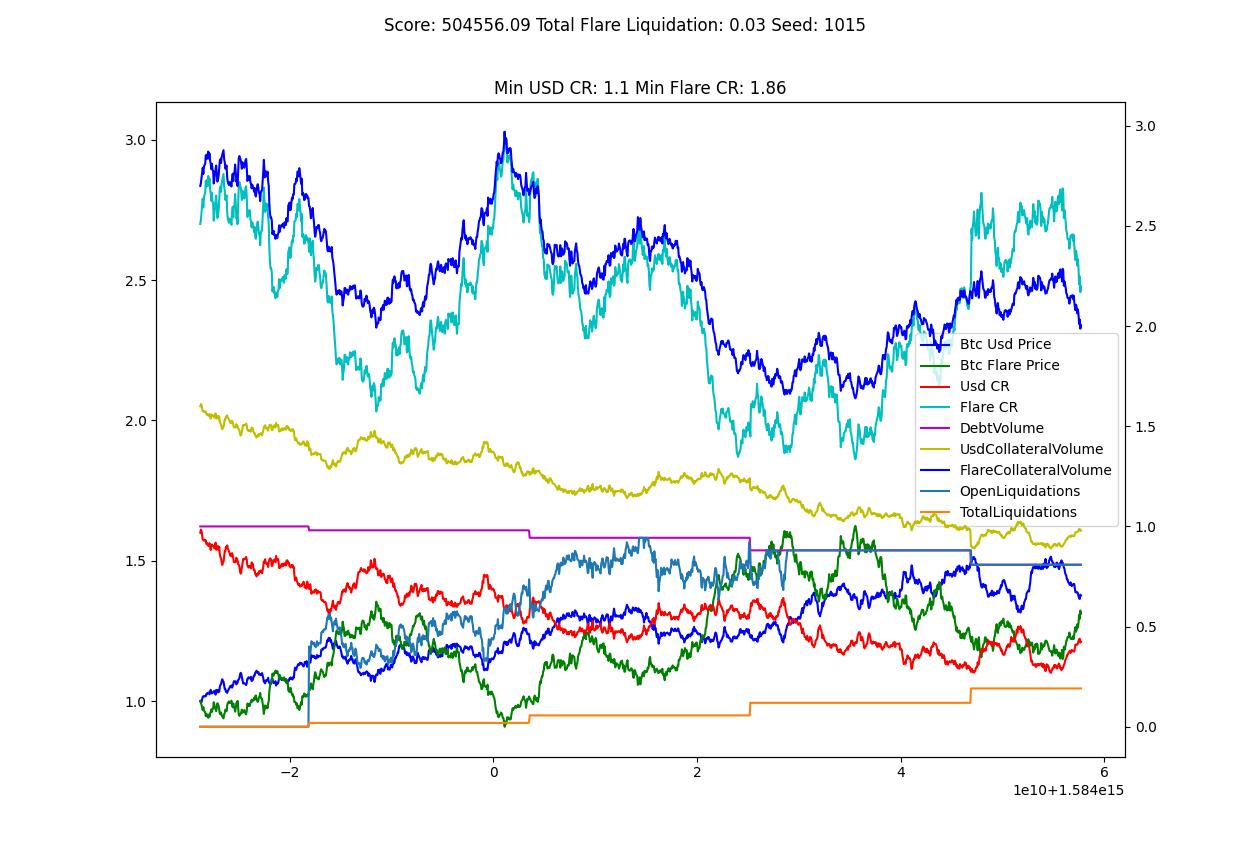 Score: 504556.09 Total Flare Liquidation: 0.03 Seed: 1015
Min USD CR: 1.1 Min Flare CR: 1.86
3.0
2.5
2.0
1.5
1.0
3.0
2.5
2.0
1.5
1.0
0.5
0.0
Btc Usd Price
Btc Flare Price
Usd CR
Flare CR
DebtVolume
UsdCollateralVolume
FlareCollateralVolume
OpenLiquidations
TotalLiquidations
−2 0 2 4 6
1e10+1.584e15